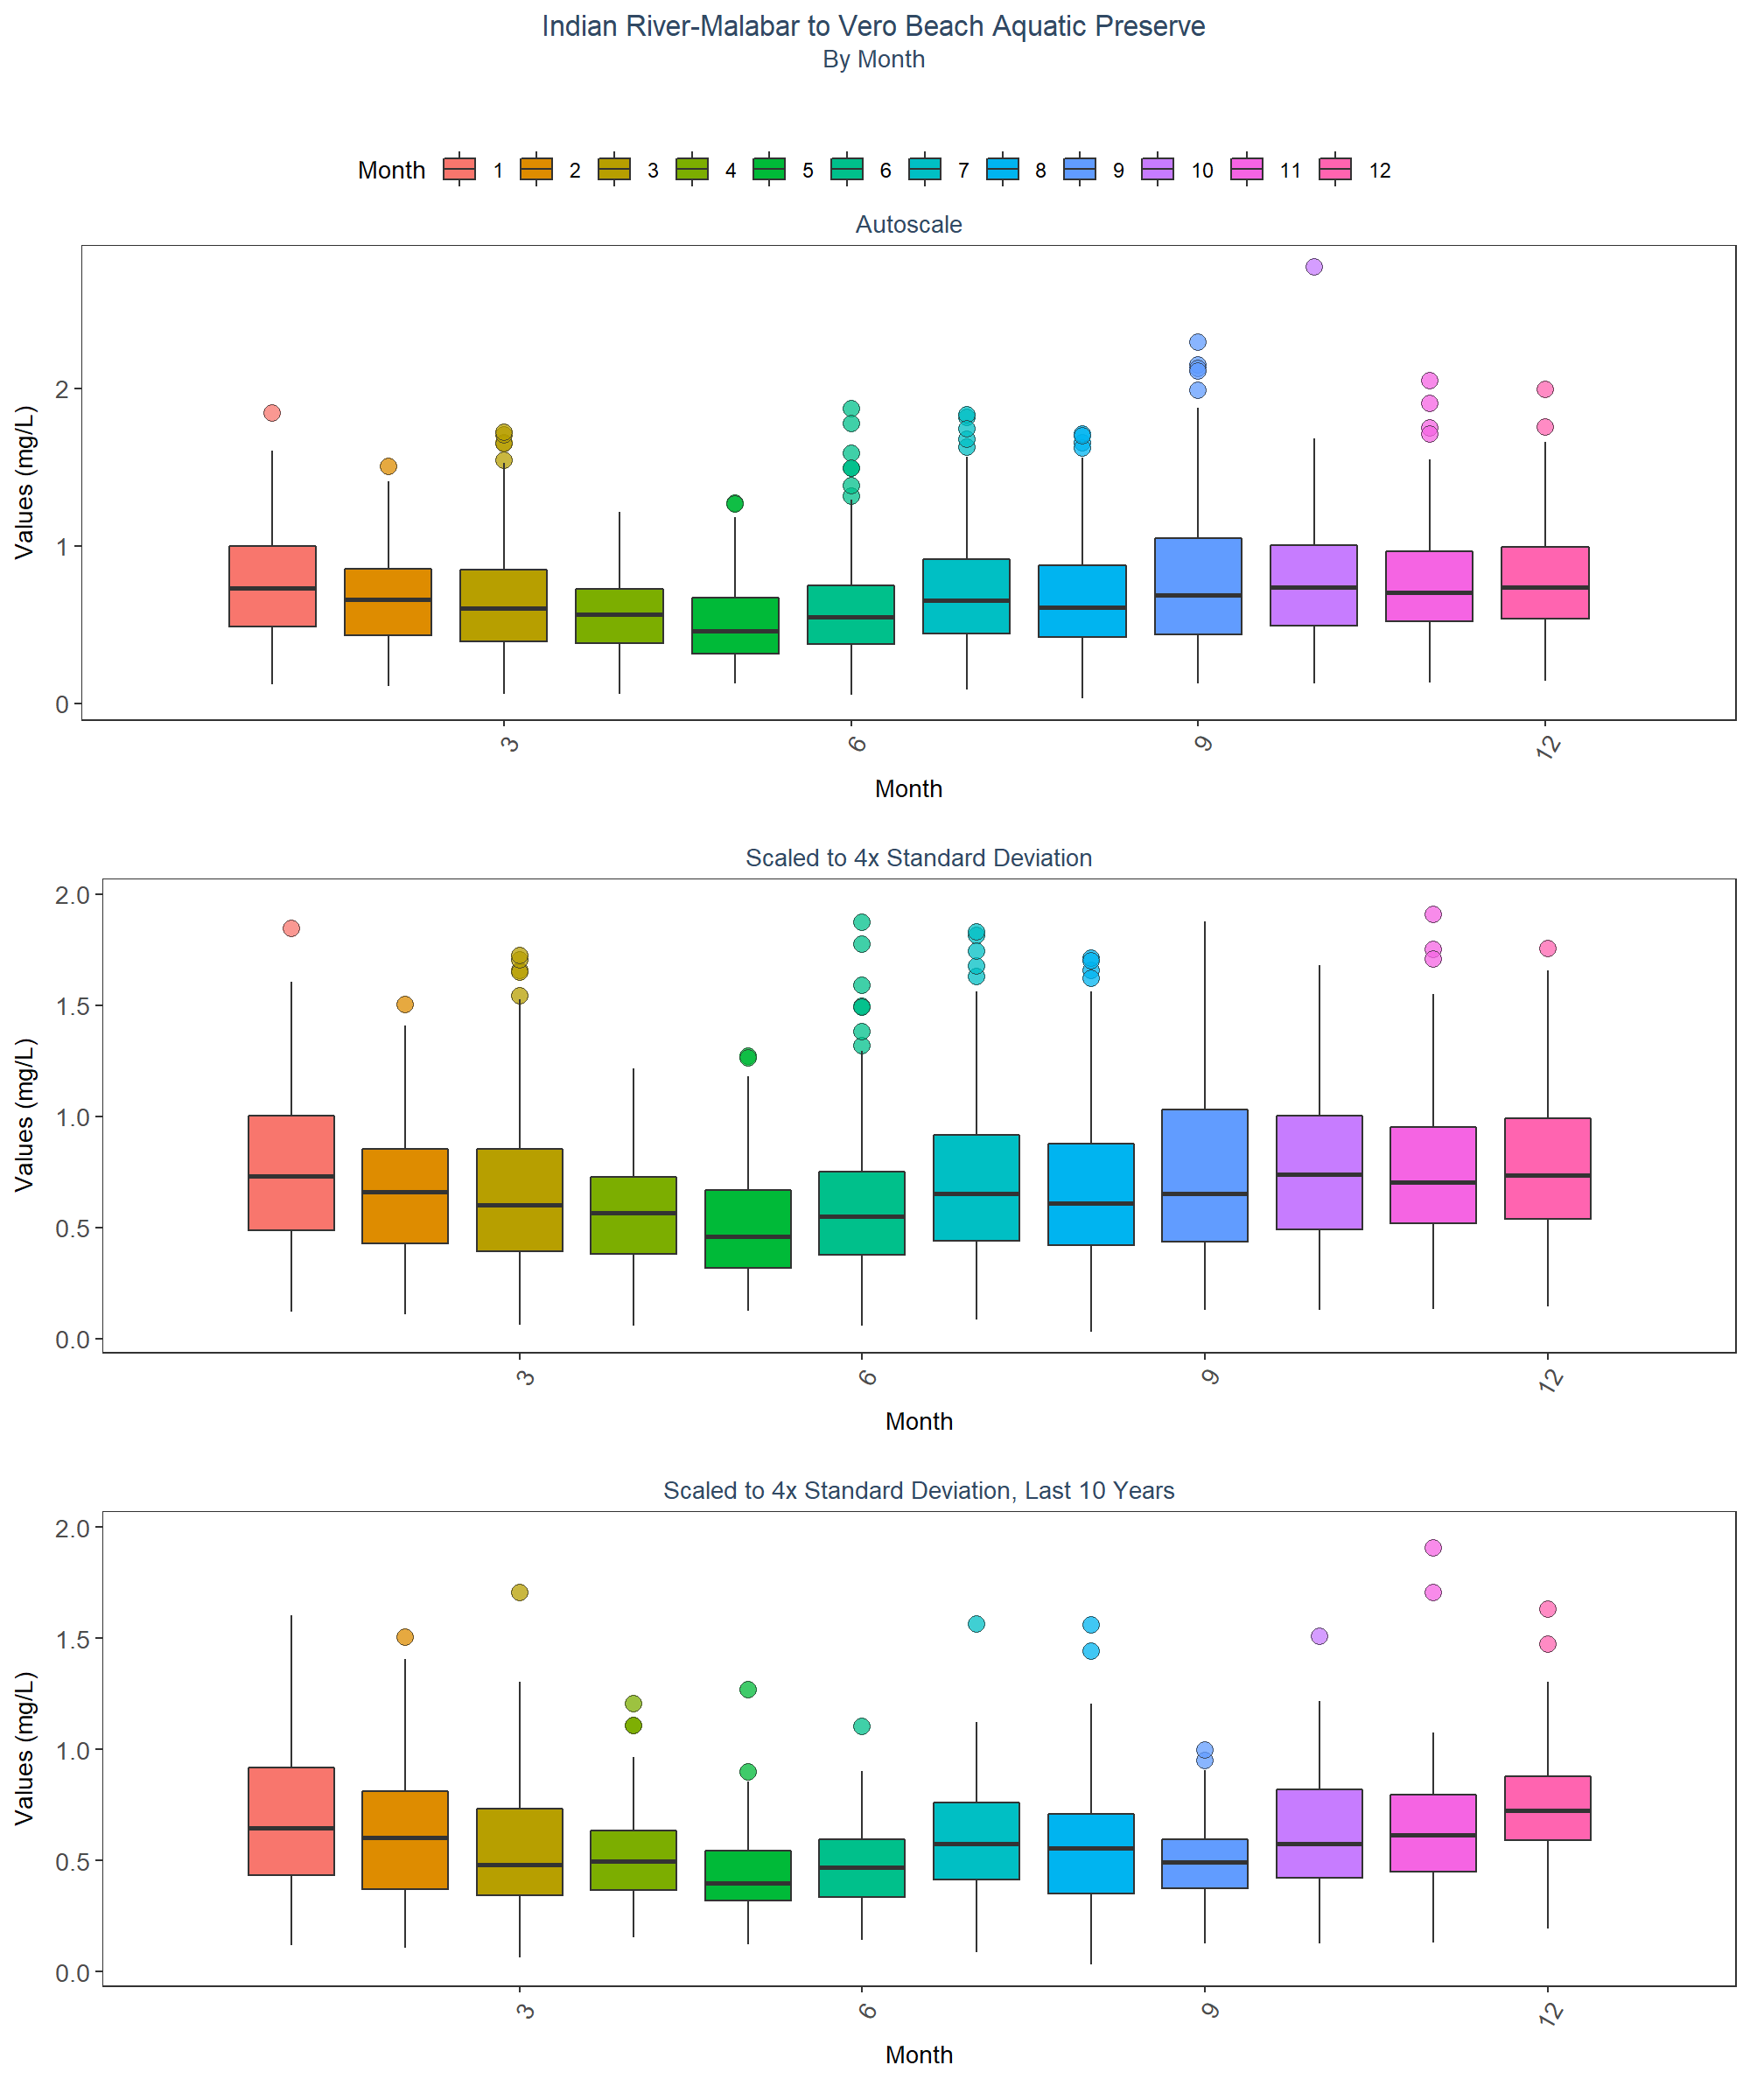 Indian River-Malabar to Vero Beach Aquatic Preserve
By Month
Month 1 2 3 4 5 6 7 8 9 10 11 12
Autoscale
Values (mg/L)
2
1
0
3 6 9 12
Month
Scaled to 4x Standard Deviation
Values (mg/L)
2.0
1.5
1.0
0.5
0.0
3 6 9 12
Month
Scaled to 4x Standard Deviation, Last 10 Years
Values (mg/L)
2.0
1.5
1.0
0.5
0.0
3 6 9 12
Month